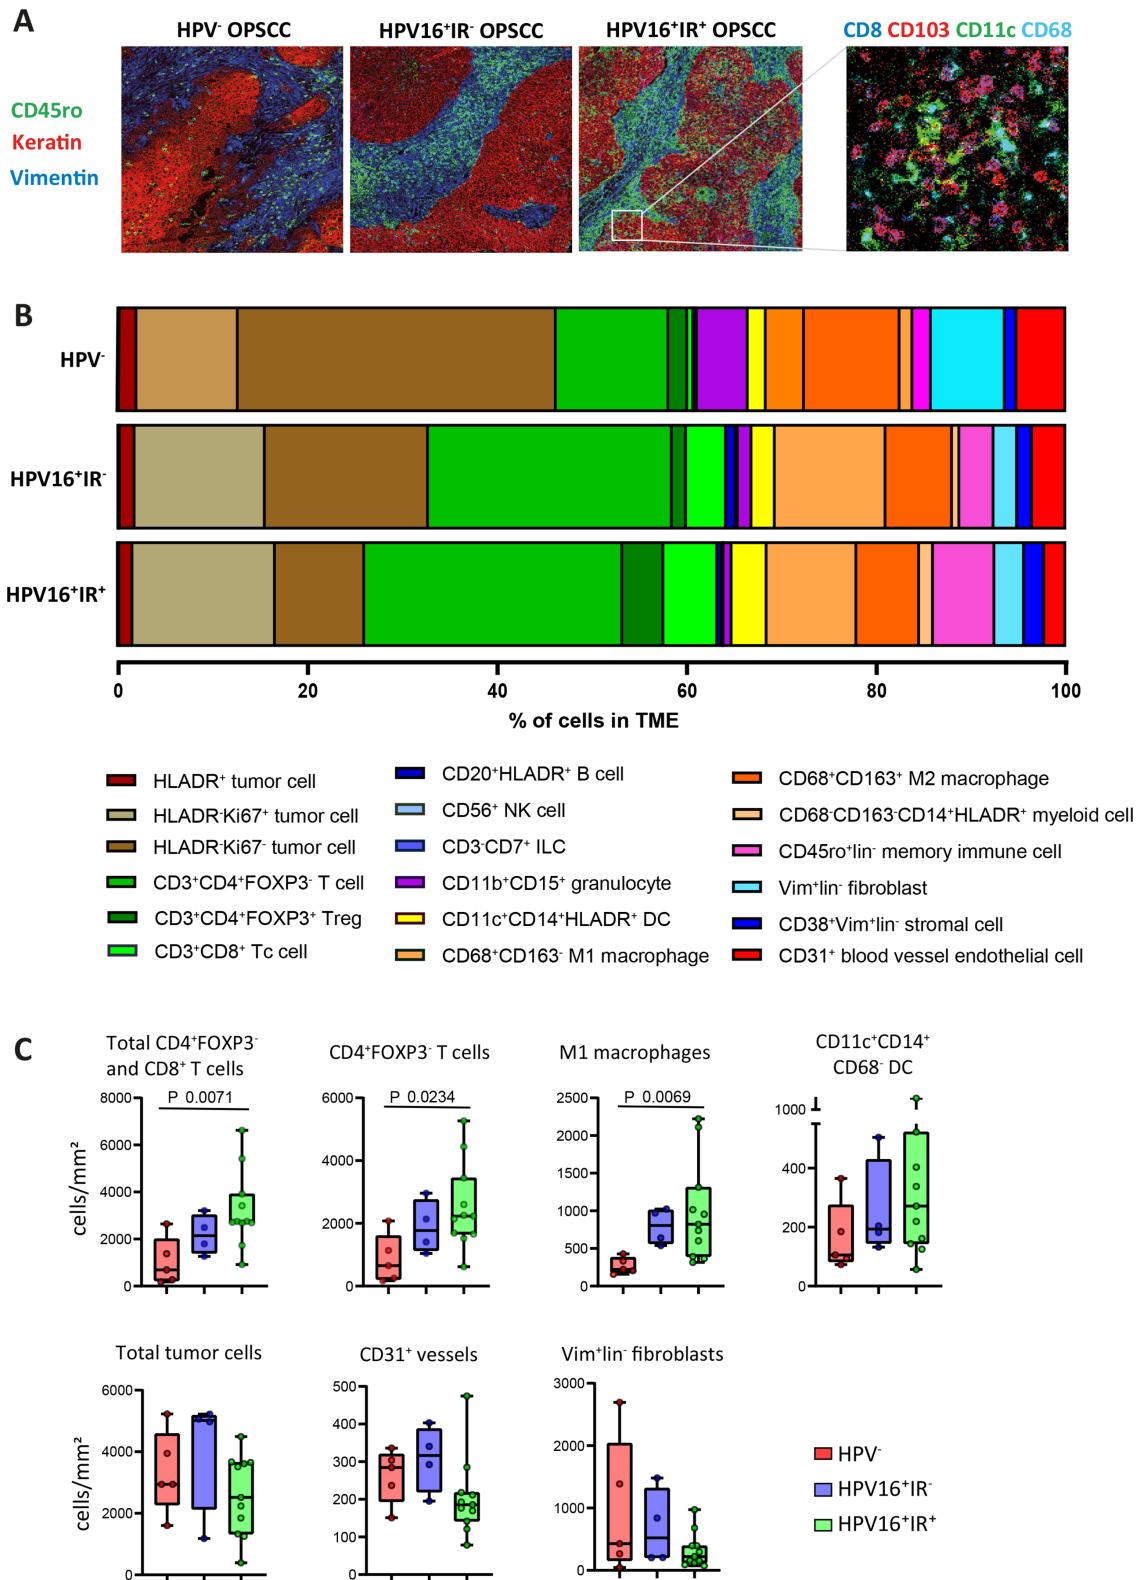 A
HPV⁻ OPSCC
HPV16⁺IR⁻ OPSCC
HPV16⁺IR⁺ OPSCC
CD8 CD103 CD11c CD68
CD45ro
Keratin
Vimentin
B
HPV⁻
HPV16⁺IR⁻
HPV16⁺IR⁺
0 20 40 60 80 100
% of cells in TME
HLADR⁺ tumor cell
HLADR⁻Ki67⁺ tumor cell
HLADR⁻Ki67⁻ tumor cell
CD3⁺CD4⁺FOXP3⁻ T cell
CD3⁺CD4⁺FOXP3⁺ Treg
CD3⁺CD8⁺ Tc cell
CD20⁺HLADR⁺ B cell
CD56⁺ NK cell
CD3⁻CD7⁺ ILC
CD11b⁺CD15⁺ granulocyte
CD11c⁺CD14⁺HLADR⁺ DC
CD68⁺CD163⁻ M1 macrophage
CD68⁺CD163⁺ M2 macrophage
CD68⁻CD163⁻CD14⁺HLADR⁺ myeloid cell
CD45ro⁺lin⁻ memory immune cell
Vim⁺lin⁻ fibroblast
CD38⁺Vim⁺lin⁻ stromal cell
CD31⁺ blood vessel endothelial cell
C
Total CD4⁺FOXP3⁻
and CD8⁺ T cells
P 0.0071
8000
6000
4000
2000
0
cells/mm²
CD4⁺FOXP3⁻ T cells
P 0.0234
6000
4000
2000
0
M1 macrophages
P 0.0069
2500
2000
1500
1000
500
0
CD11c⁺CD14⁺
CD68⁻ DC
1000
400
200
0
Total tumor cells
6000
4000
2000
0
cells/mm²
CD31⁺ vessels
500
400
300
200
100
0
Vim⁺lin⁻ fibroblasts
3000
2000
1000
0
HPV⁻
HPV16⁺IR⁻
HPV16⁺IR⁺